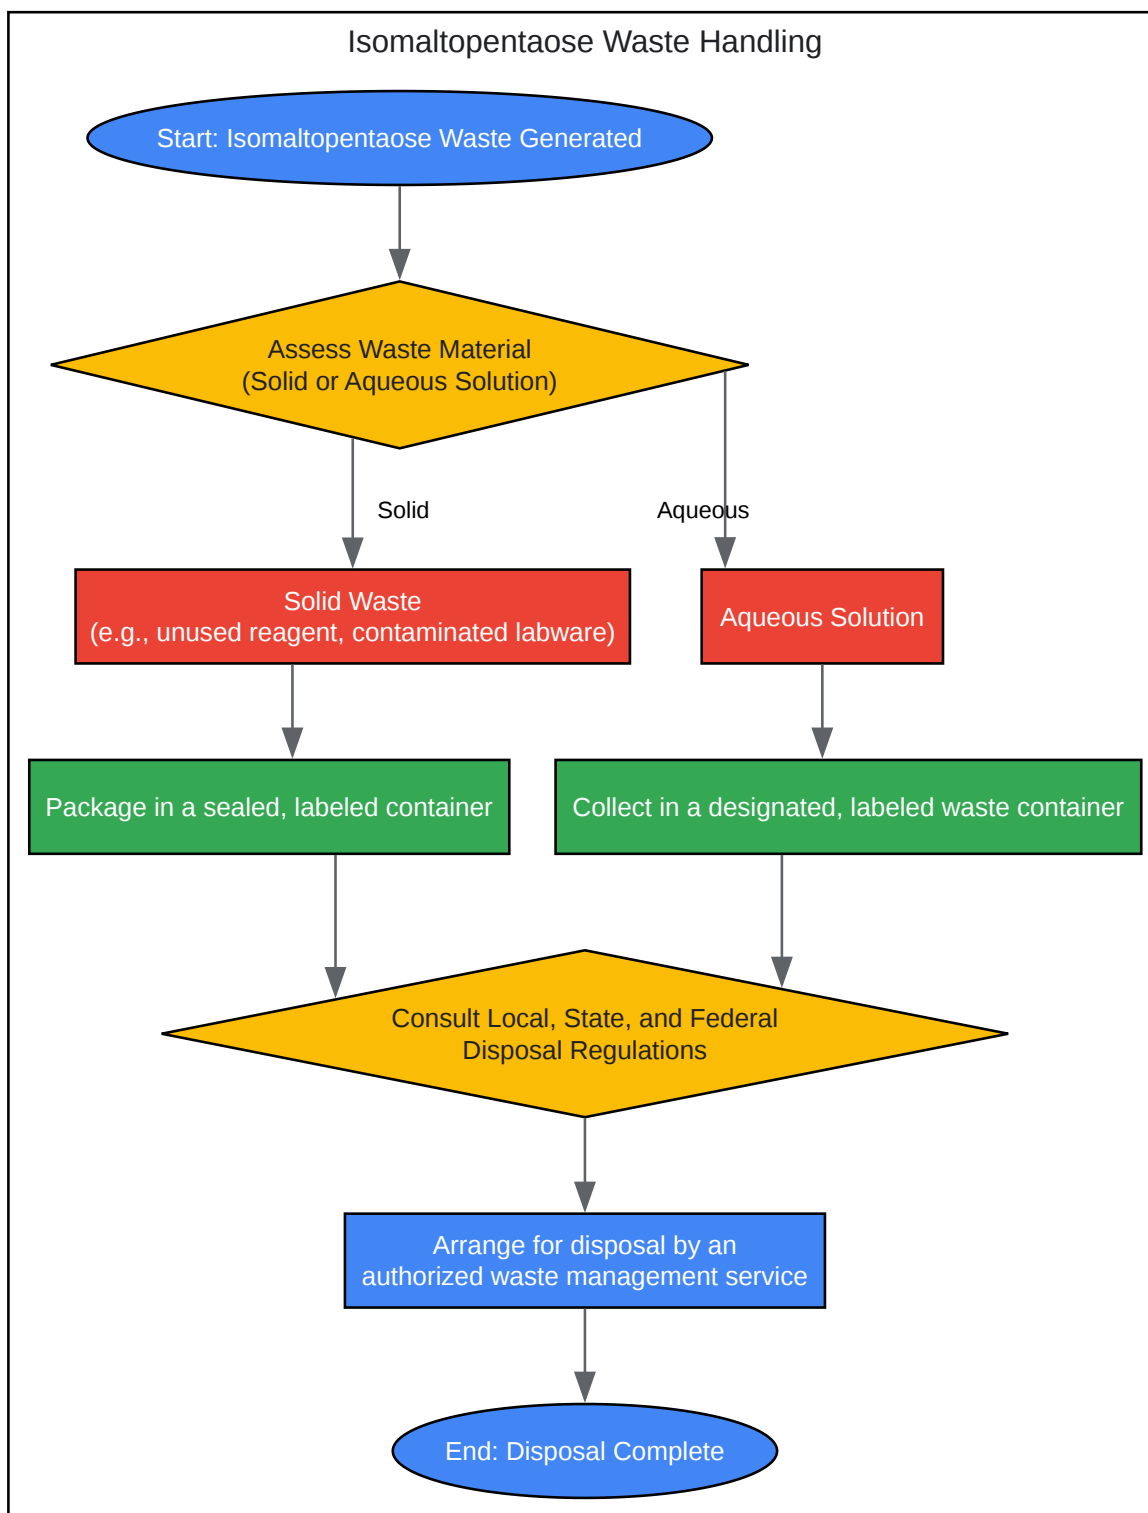 Isomaltopentaose Waste Handling
Start: Isomaltopentaose Waste Generated
Assess Waste Material
(Solid or Aqueous Solution)
Solid
Aqueous
Solid Waste
(e.g., unused reagent, contaminated labware)
Aqueous Solution
Package in a sealed, labeled container
Collect in a designated, labeled waste container
Consult Local, State, and Federal
Disposal Regulations
Arrange for disposal by an
authorized waste management service
End: Disposal Complete